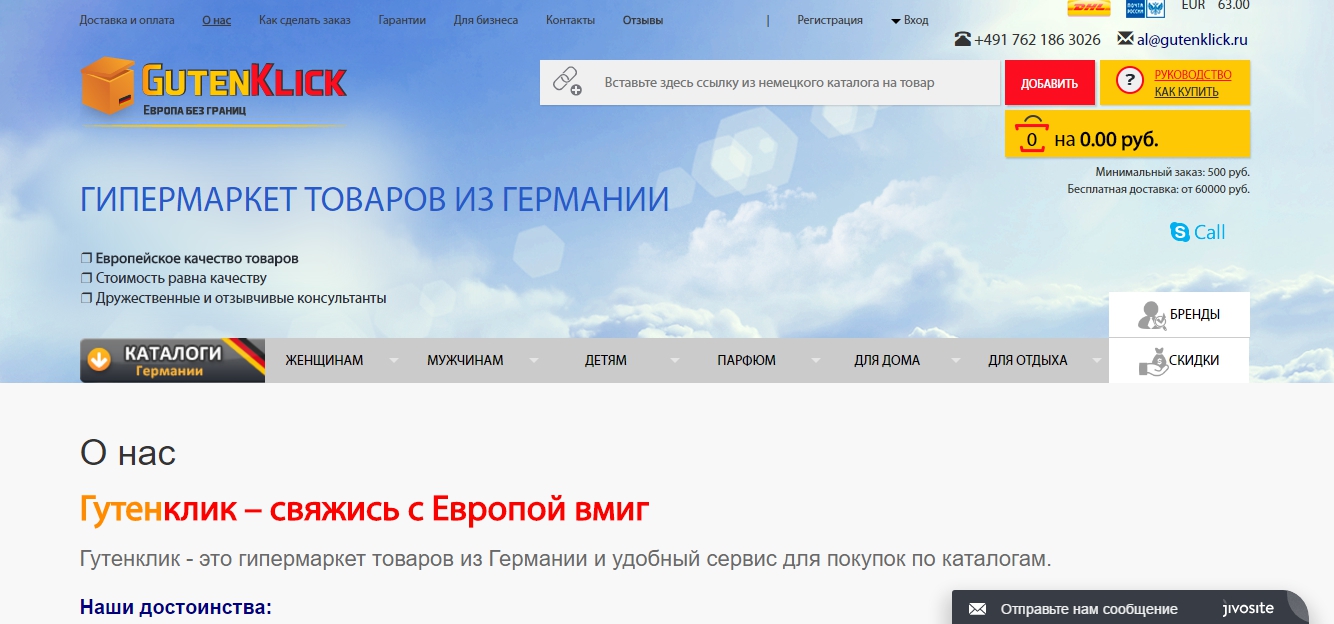 EUR 63.00
DHL
ПОЧТА РОССИИ
Доставка и оплата О нас Как сделать заказ Гарантии Для бизнеса Контакты Отзывы | Регистрация Вход
+491 762 186 3026 al@gutenklick.ru
GUTENKLICK
ЕВРОПА БЕЗ ГРАНИЦ
Вставьте здесь ссылку из немецкого каталога на товар
ДОБАВИТЬ
? РУКОВОДСТВО
КАК КУПИТЬ
0 на 0.00 руб.
Минимальный заказ: 500 руб.
Бесплатная доставка: от 60000 руб.
ГИПЕРМАРКЕТ ТОВАРОВ ИЗ ГЕРМАНИИ
S Call
❒ Европейское качество товаров
❒ Стоимость равна качеству
❒ Дружественные и отзывчивые консультанты
БРЕНДЫ
КАТАЛОГИ
Германии
ЖЕНЩИНАМ МУЖЧИНАМ ДЕТЯМ ПАРФЮМ ДЛЯ ДОМА ДЛЯ ОТДЫХА
СКИДКИ
О нас
Гутенклик – свяжись с Европой вмиг
Гутенклик - это гипермаркет товаров из Германии и удобный сервис для покупок по каталогам.
Наши достоинства:
Отправьте нам сообщение jivosite